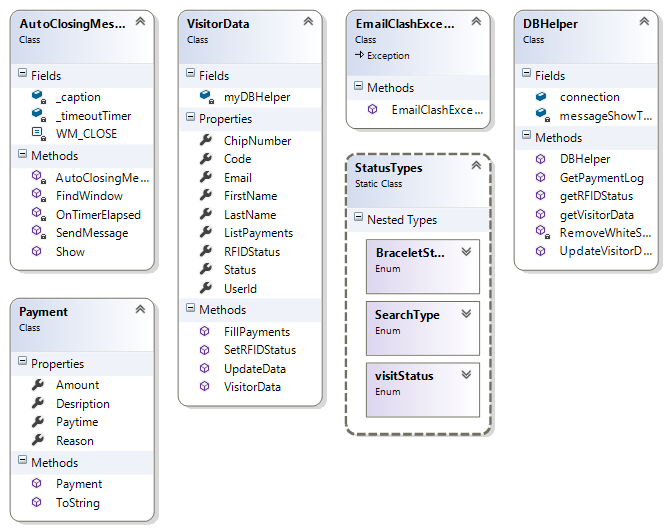 AutoClosingMes...
Class
Fields
_caption
_timeoutTimer
WM_CLOSE
Methods
AutoClosingMe...
FindWindow
OnTimerElapsed
SendMessage
Show
Payment
Class
Properties
Amount
Desription
Paytime
Reason
Methods
Payment
ToString
VisitorData
Class
Fields
myDBHelper
Properties
ChipNumber
Code
Email
FirstName
LastName
ListPayments
RFIDStatus
Status
UserId
Methods
FillPayments
SetRFIDStatus
UpdateData
VisitorData
EmailClashExce...
Class
Exception
Methods
EmailClashExce...
StatusTypes
Static Class
Nested Types
BraceletSt...
Enum
SearchType
Enum
visitStatus
Enum
DBHelper
Class
Fields
connection
messageShowT...
Methods
DBHelper
GetPaymentLog
getRFIDStatus
getVisitorData
RemoveWhiteS...
UpdateVisitorD...